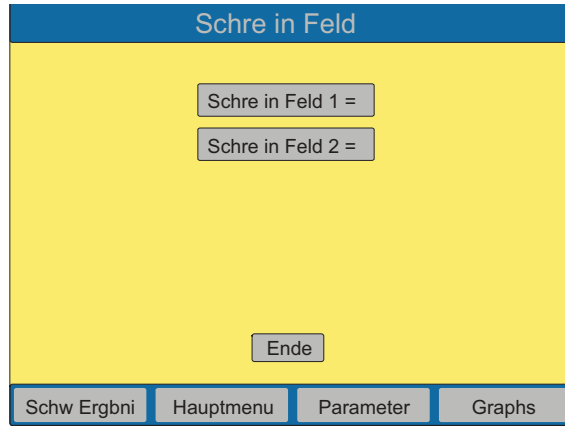 Schre in Feld
Schre in Feld 1 =
Schre in Feld 2 =
Ende
Schw Ergbni Hauptmenu Parameter Graphs